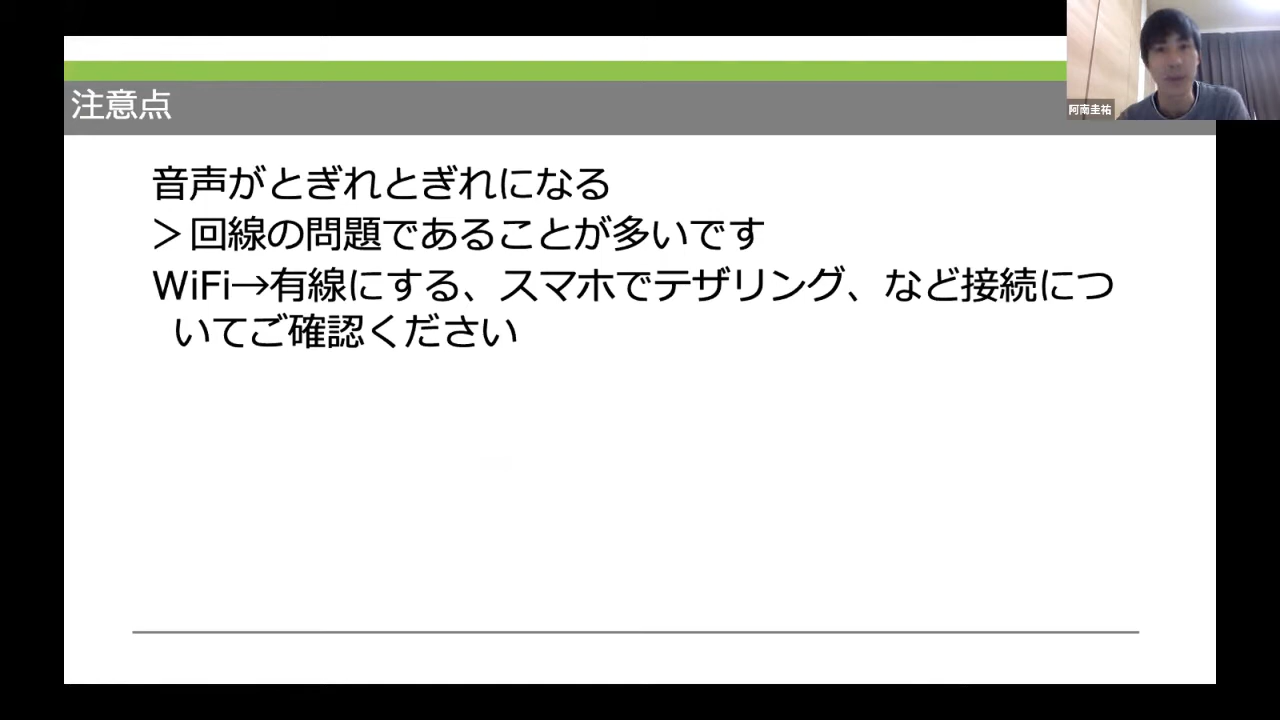 注意点
阿南圭祐
音声がとぎれとぎれになる
＞回線の問題であることが多いです
WiFi→有線にする、スマホでテザリング、など接続につ
いてご確認ください